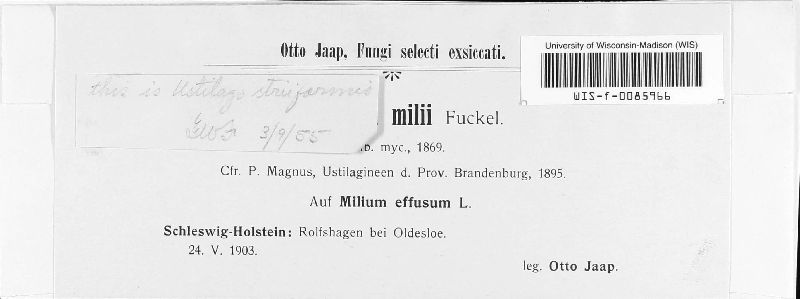 Otto Jaap, Fungi selecti exsiccati.
University of Wisconsin-Madison (WIS)
WIS-f-0085966
this is Ustilago striiformis
3/9/55
milii Fuckel.
. myc., 1869.
Cfr. P. Magnus, Ustilagineen d. Prov. Brandenburg, 1895.
Auf Milium effusum L.
Schleswig-Holstein: Rolfshagen bei Oldesloe.
24. V. 1903.
leg. Otto Jaap.